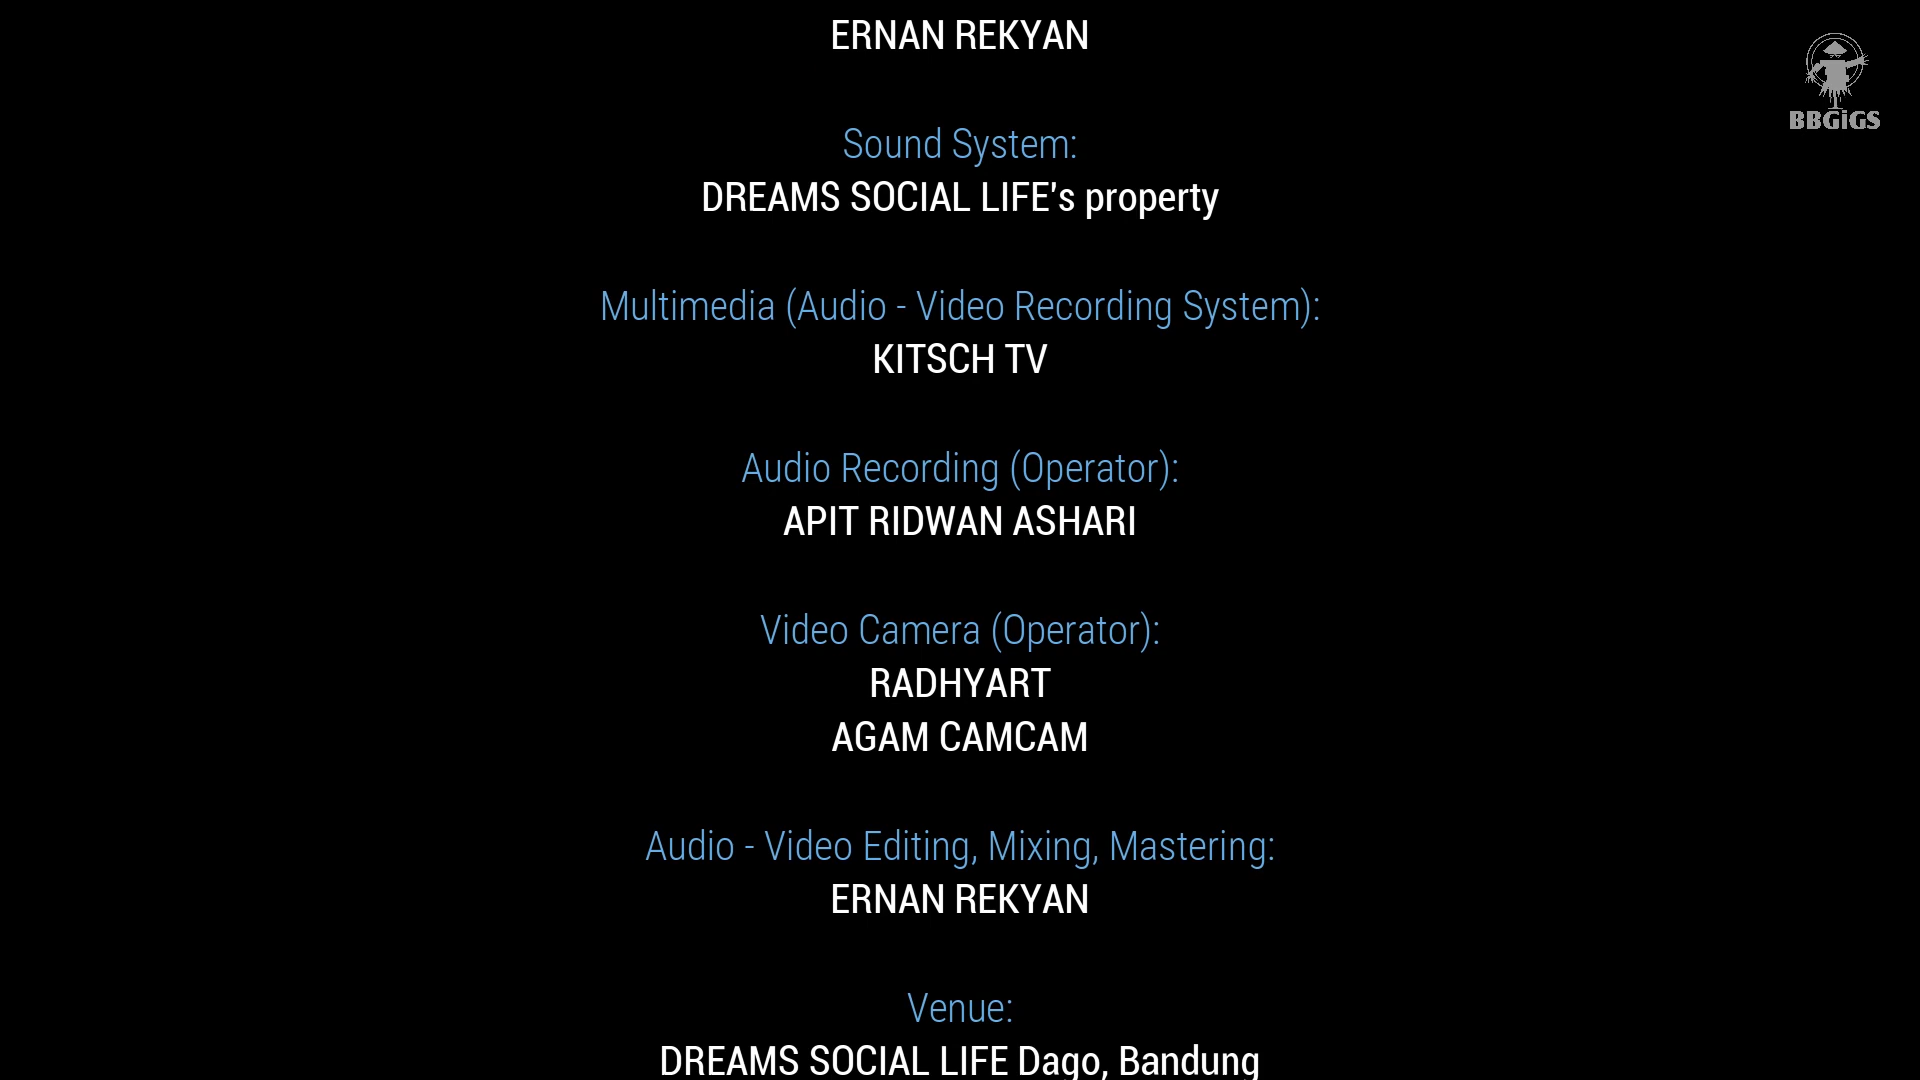 ERNAN REKYAN
BBGiGS
Sound System:
DREAMS SOCIAL LIFE's property
Multimedia (Audio - Video Recording System):
KITSCH TV
Audio Recording (Operator):
APIT RIDWAN ASHARI
Video Camera (Operator):
RADHYART
AGAM CAMCAM
Audio - Video Editing, Mixing, Mastering:
ERNAN REKYAN
Venue:
DREAMS SOCIAL LIFE Dago, Bandung